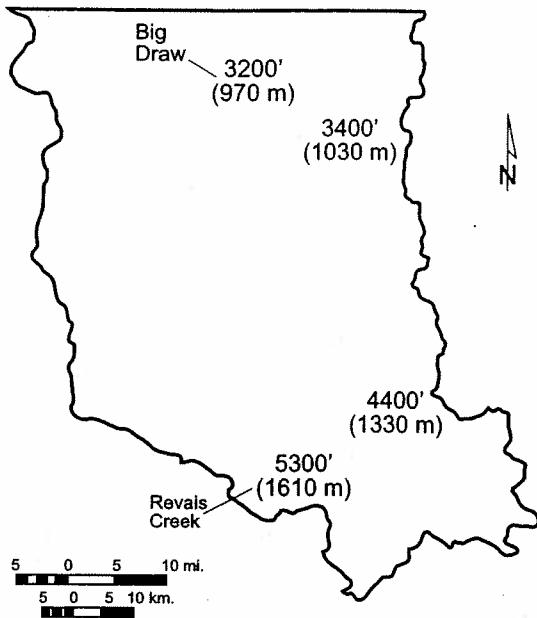 Big
Draw
3200'
(970 m)
3400'
(1030 m)
N
4400'
(1330 m)
5300'
(1610 m)
Revais
Creek
5 0 5 10 mi.
5 0 5 10 km.